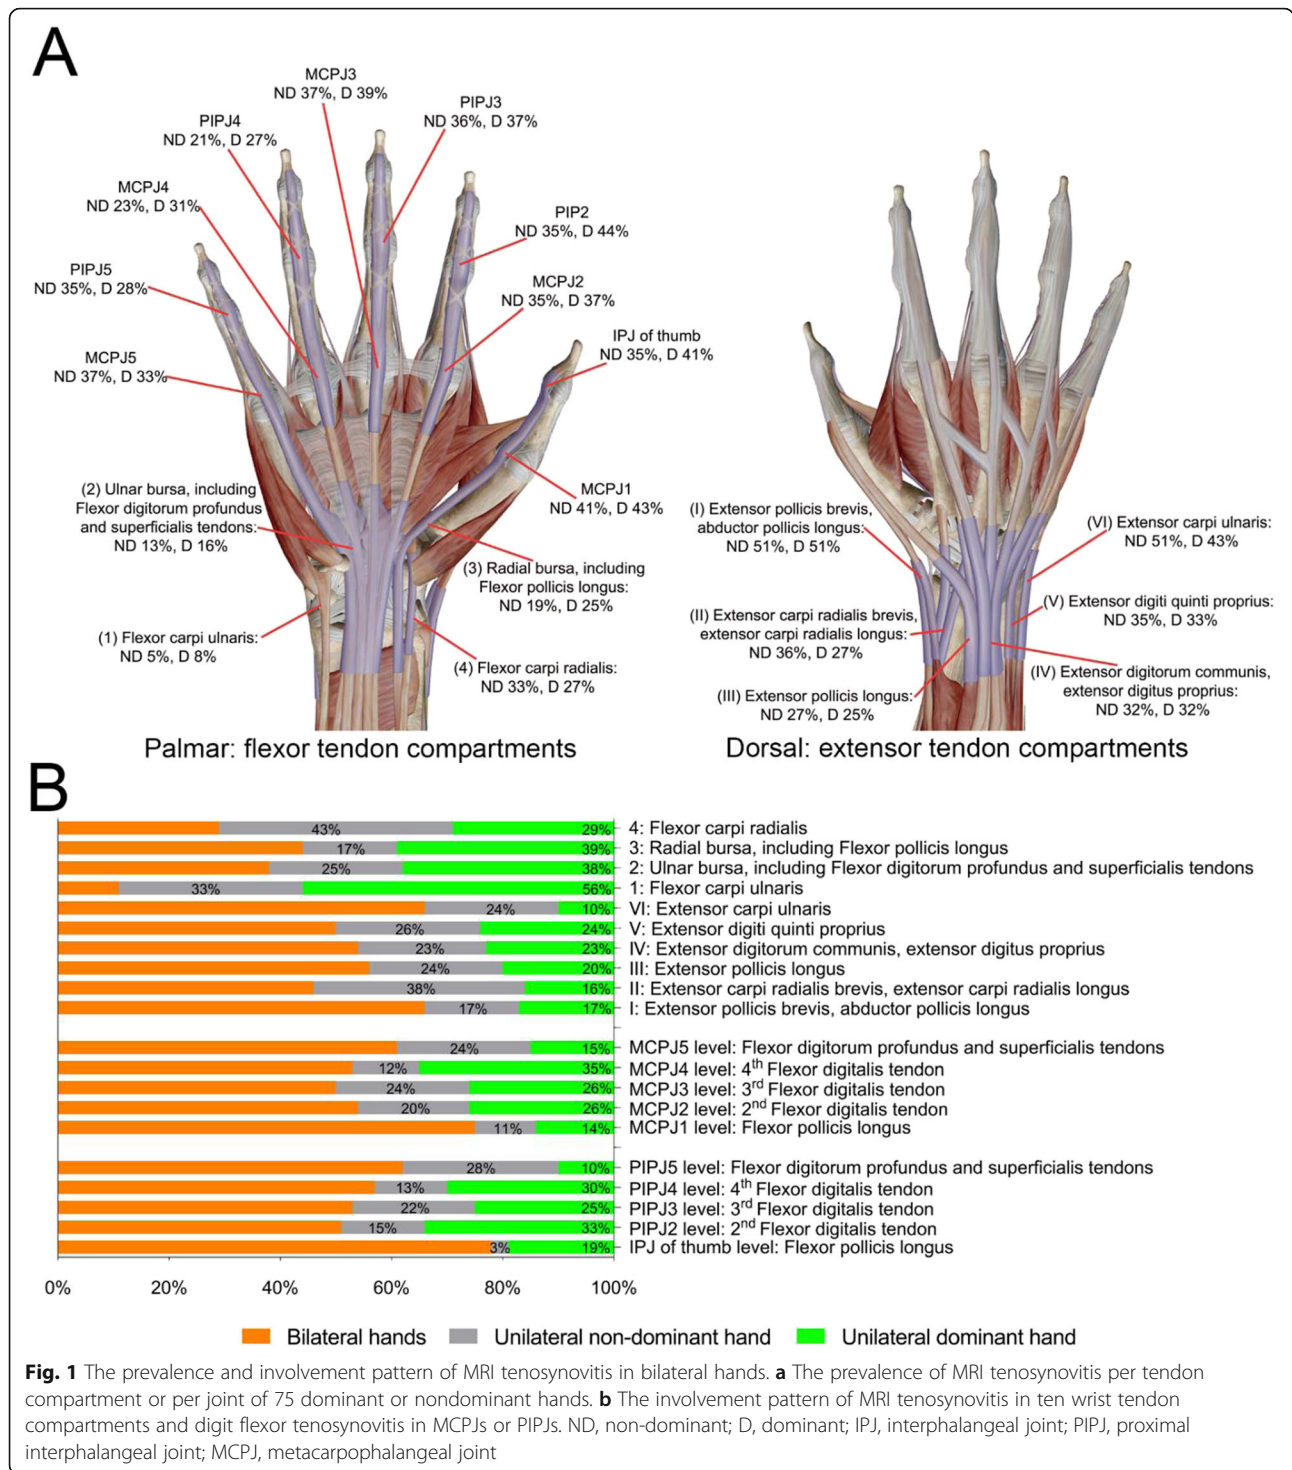 A
MCPJ3
ND 37%, D 39%
PIPJ3
ND 36%, D 37%
PIPJ4
ND 21%, D 27%
MCPJ4
ND 23%, D 31%
PIP2
ND 35%, D 44%
PIPJ5
ND 35%, D 28%
MCPJ2
ND 35%, D 37%
IPJ of thumb
ND 35%, D 41%
MCPJ5
ND 37%, D 33%
MCPJ1
ND 41%, D 43%
(2) Ulnar bursa, including
Flexor digitorum profundus
and superficialis tendons:
ND 13%, D 16%
(3) Radial bursa, including
Flexor pollicis longus:
ND 19%, D 25%
(1) Flexor carpi ulnaris:
ND 5%, D 8%
(4) Flexor carpi radialis:
ND 33%, D 27%
Palmar: flexor tendon compartments
(I) Extensor pollicis brevis,
abductor pollicis longus:
ND 51%, D 51%
(VI) Extensor carpi ulnaris:
ND 51%, D 43%
(II) Extensor carpi radialis brevis,
extensor carpi radialis longus:
ND 36%, D 27%
(V) Extensor digiti quinti proprius:
ND 35%, D 33%
(III) Extensor pollicis longus:
ND 27%, D 25%
(IV) Extensor digitorum communis,
extensor digitus proprius:
ND 32%, D 32%
Dorsal: extensor tendon compartments
B
43% 29% 4: Flexor carpi radialis
17% 39% 3: Radial bursa, including Flexor pollicis longus
25% 38% 2: Ulnar bursa, including Flexor digitorum profundus and superficialis tendons
33% 56% 1: Flexor carpi ulnaris
24% 10% VI: Extensor carpi ulnaris
26% 24% V: Extensor digiti quinti proprius
23% 23% IV: Extensor digitorum communis, extensor digitus proprius
24% 20% III: Extensor pollicis longus
38% 16% II: Extensor carpi radialis brevis, extensor carpi radialis longus
17% 17% I: Extensor pollicis brevis, abductor pollicis longus
24% 15% MCPJ5 level: Flexor digitorum profundus and superficialis tendons
12% 35% MCPJ4 level: 4th Flexor digitalis tendon
24% 26% MCPJ3 level: 3rd Flexor digitalis tendon
20% 26% MCPJ2 level: 2nd Flexor digitalis tendon
11% 14% MCPJ1 level: Flexor pollicis longus
28% 10% PIPJ5 level: Flexor digitorum profundus and superficialis tendons
13% 30% PIPJ4 level: 4th Flexor digitalis tendon
22% 25% PIPJ3 level: 3rd Flexor digitalis tendon
15% 33% PIPJ2 level: 2nd Flexor digitalis tendon
3% 19% IPJ of thumb level: Flexor pollicis longus
0% 20% 40% 60% 80% 100%
Bilateral hands Unilateral non-dominant hand Unilateral dominant hand
Fig. 1 The prevalence and involvement pattern of MRI tenosynovitis in bilateral hands. a The prevalence of MRI tenosynovitis per tendon
compartment or per joint of 75 dominant or nondominant hands. b The involvement pattern of MRI tenosynovitis in ten wrist tendon
compartments and digit flexor tenosynovitis in MCPJs or PIPJs. ND, non-dominant; D, dominant; IPJ, interphalangeal joint; PIPJ, proximal
interphalangeal joint; MCPJ, metacarpophalangeal joint